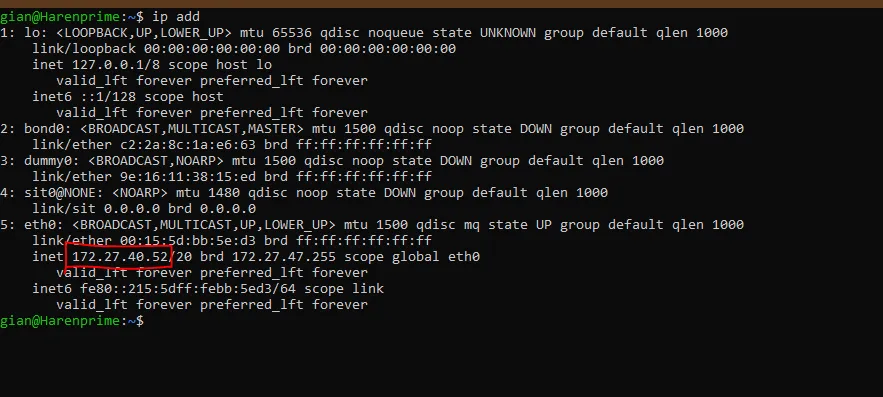 gian@Harenprime:~$ ip add
1: lo: <LOOPBACK,UP,LOWER_UP> mtu 65536 qdisc noqueue state UNKNOWN group default qlen 1000
    link/loopback 00:00:00:00:00:00 brd 00:00:00:00:00:00
    inet 127.0.0.1/8 scope host lo
       valid_lft forever preferred_lft forever
    inet6 ::1/128 scope host
       valid_lft forever preferred_lft forever
2: bond0: <BROADCAST,MULTICAST,MASTER> mtu 1500 qdisc noop state DOWN group default qlen 1000
    link/ether c2:2a:8c:1a:e6:63 brd ff:ff:ff:ff:ff:ff
3: dummy0: <BROADCAST,NOARP> mtu 1500 qdisc noop state DOWN group default qlen 1000
    link/ether 9e:16:11:38:15:ed brd ff:ff:ff:ff:ff:ff
4: sit0@NONE: <NOARP> mtu 1480 qdisc noop state DOWN group default qlen 1000
    link/sit 0.0.0.0 brd 0.0.0.0
5: eth0: <BROADCAST,MULTICAST,UP,LOWER_UP> mtu 1500 qdisc mq state UP group default qlen 1000
    link/ether 00:15:5d:bb:5e:d3 brd ff:ff:ff:ff:ff:ff
    inet 172.27.40.52/20 brd 172.27.47.255 scope global eth0
       valid_lft forever preferred_lft forever
    inet6 fe80::215:5dff:febb:5ed3/64 scope link
       valid_lft forever preferred_lft forever
gian@Harenprime:~$